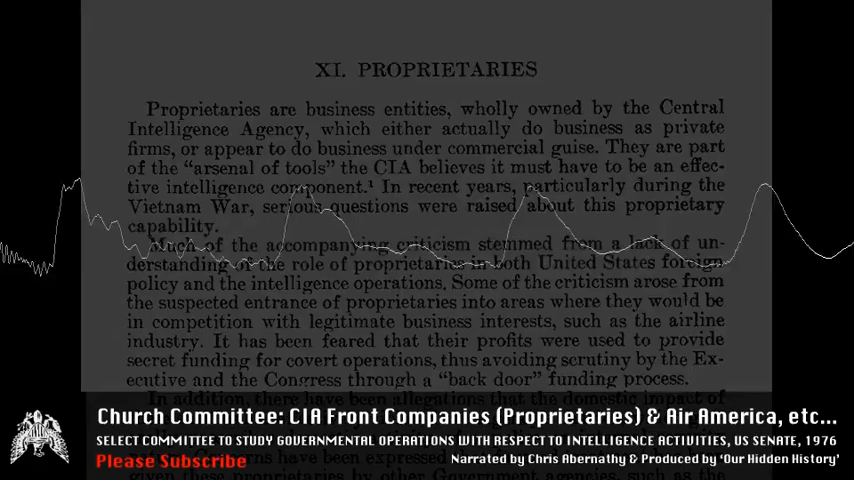 XI. PROPRIETARIES
Proprietaries are business entities, wholly owned by the Central
Intelligence Agency, which either actually do business as private
firms, or appear to do business under commercial guise. They are part
of the “arsenal of tools” the CIA believes it must have to be an effec-
tive intelligence component.¹ In recent years, particularly during the
Vietnam War, serious questions were raised about this proprietary
capability.
Much of the accompanying criticism stemmed from a lack of un-
derstanding of the role of proprietaries in both United States foreign
policy and the intelligence operations. Some of the criticism arose from
the suspected entrance of proprietaries into areas where they would be
in competition with legitimate business interests, such as the airline
industry. It has been feared that their profits were used to provide
secret funding for covert operations, thus avoiding scrutiny by the Ex-
ecutive and the Congress through a “back door” funding process.
In addition, there have been allegations that the domestic impact of
Church Committee: CIA Front Companies (Proprietaries) & Air America, etc...
SELECT COMMITTEE TO STUDY GOVERNMENTAL OPERATIONS WITH RESPECT TO INTELLIGENCE ACTIVITIES, US SENATE, 1976
Please Subscribe
Narrated by Chris Abernathy & Produced by 'Our Hidden History'
given these proprietaries by other Government agencies, such as the